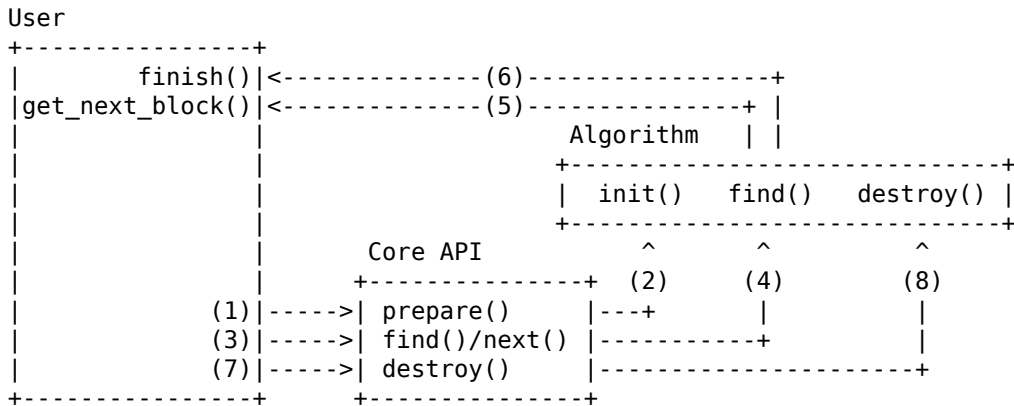 User
finish() (6)
get_next_block() (5)
Algorithm
init() find() destroy()
Core API
(2) (4) (8)
(1) prepare()
(3) find()/next()
(7) destroy()